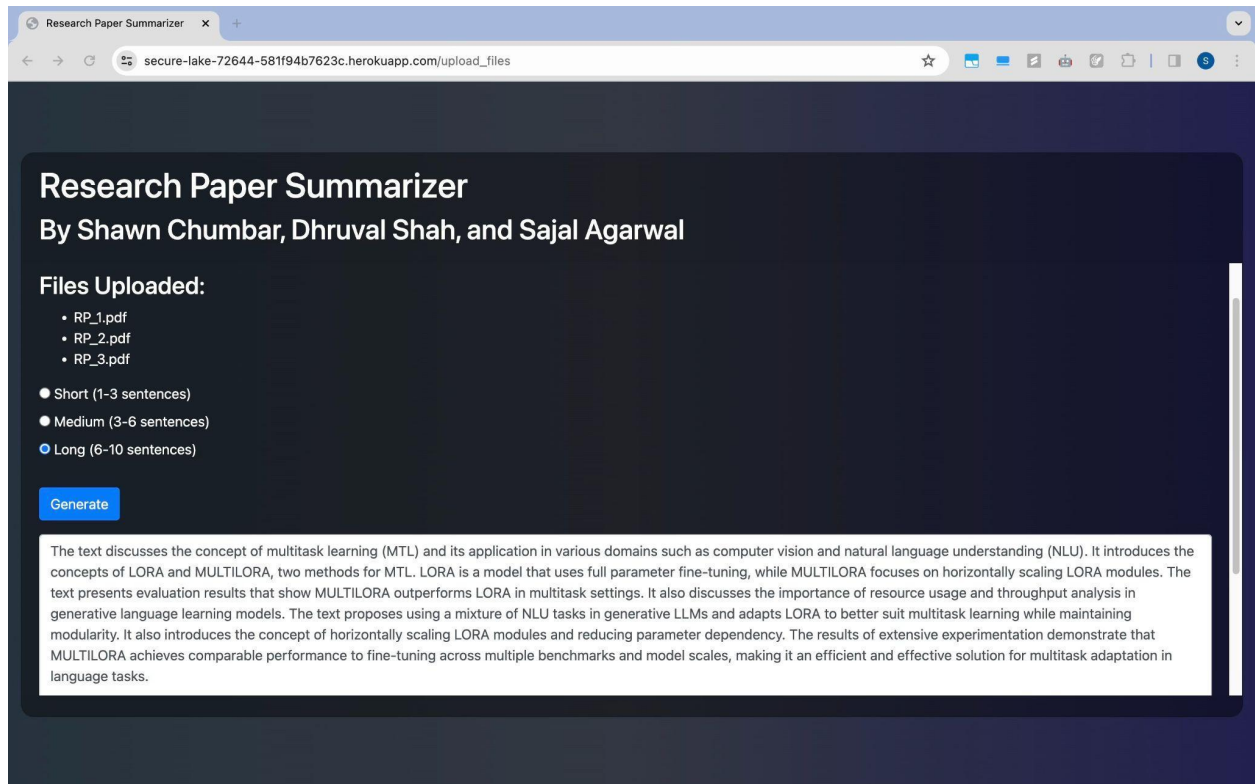 Research Paper Summarizer
secure-lake-72644-581f94b7623c.herokuapp.com/upload_files
S
Research Paper Summarizer
By Shawn Chumbar, Dhruval Shah, and Sajal Agarwal
Files Uploaded:
• RP_1.pdf
• RP_2.pdf
• RP_3.pdf
Short (1-3 sentences)
Medium (3-6 sentences)
Long (6-10 sentences)
Generate
The text discusses the concept of multitask learning (MTL) and its application in various domains such as computer vision and natural language understanding (NLU). It introduces the
concepts of LORA and MULTILORA, two methods for MTL. LORA is a model that uses full parameter fine-tuning, while MULTILORA focuses on horizontally scaling LORA modules. The
text presents evaluation results that show MULTILORA outperforms LORA in multitask settings. It also discusses the importance of resource usage and throughput analysis in
generative language learning models. The text proposes using a mixture of NLU tasks in generative LLMs and adapts LORA to better suit multitask learning while maintaining
modularity. It also introduces the concept of horizontally scaling LORA modules and reducing parameter dependency. The results of extensive experimentation demonstrate that
MULTILORA achieves comparable performance to fine-tuning across multiple benchmarks and model scales, making it an efficient and effective solution for multitask adaptation in
language tasks.